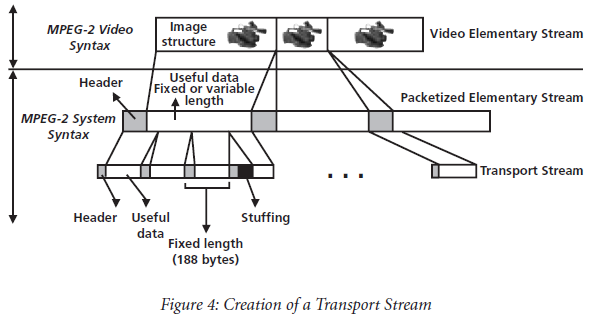 MPEG-2 Video
Syntax
Image
structure
Video Elementary Stream
Header
Useful data
Fixed or variable
length
Packetized Elementary Stream
MPEG-2 System
Syntax
. . .
Transport Stream
Header
Useful
data
Stuffing
Fixed length
(188 bytes)
Figure 4: Creation of a Transport Stream